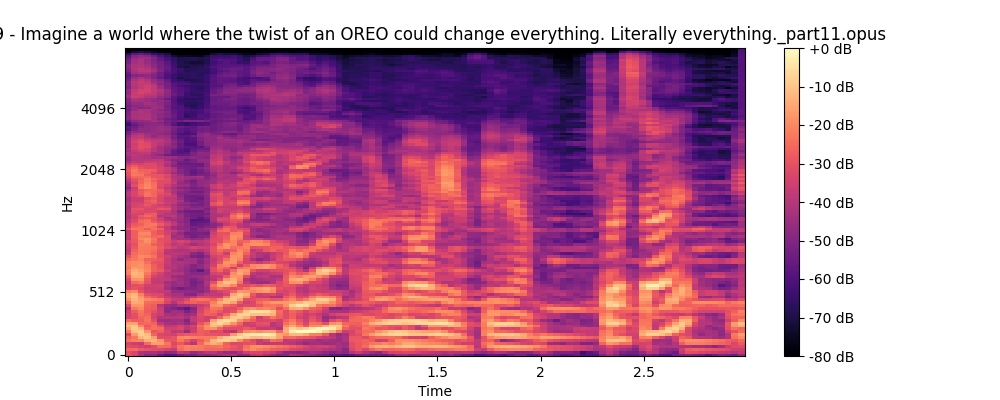 9 - Imagine a world where the twist of an OREO could change everything. Literally everything._part11.opus
+0 dB
-10 dB
-20 dB
-30 dB
-40 dB
-50 dB
-60 dB
-70 dB
-80 dB
4096
2048
1024
512
0
Hz
0
0.5
1
1.5
2
2.5
Time